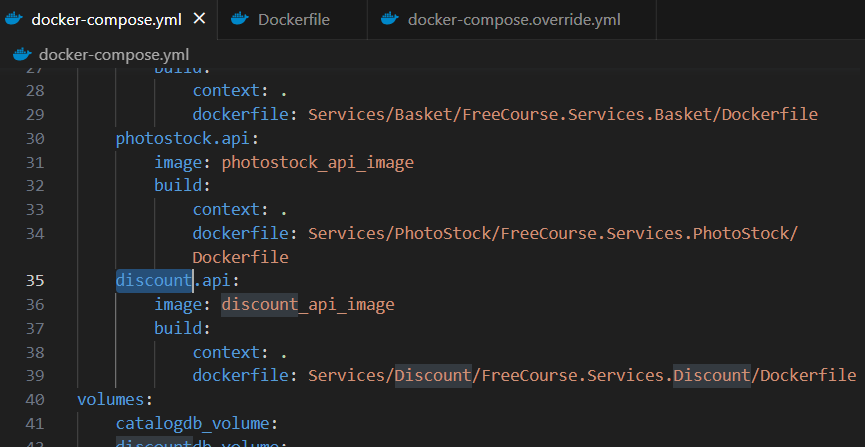 docker-compose.yml Dockerfile docker-compose.override.yml
docker-compose.yml
27 build:
28 context: .
29 dockerfile: Services/Basket/FreeCourse.Services.Basket/Dockerfile
30 photostock.api:
31 image: photostock_api_image
32 build:
33 context: .
34 dockerfile: Services/PhotoStock/FreeCourse.Services.PhotoStock/
Dockerfile
35 discount.api:
36 image: discount_api_image
37 build:
38 context: .
39 dockerfile: Services/Discount/FreeCourse.Services.Discount/Dockerfile
40 volumes:
41 catalogdb_volume:
42 discountdb_volume: